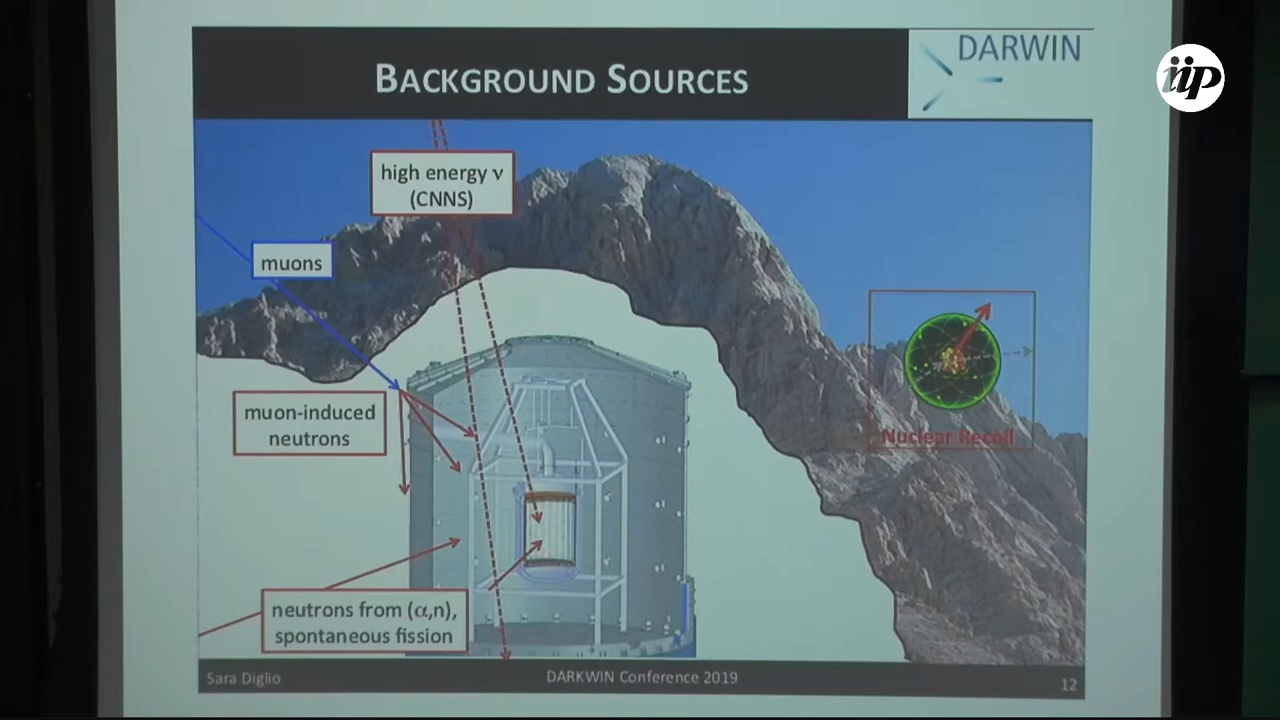 BACKGROUND SOURCES
DARWIN
iip
high energy ν
(CNNS)
muons
muon-induced
neutrons
Nuclear Recoil
neutrons from (α,n),
spontaneous fission
Sara Diglio
DARKWIN Conference 2019
12